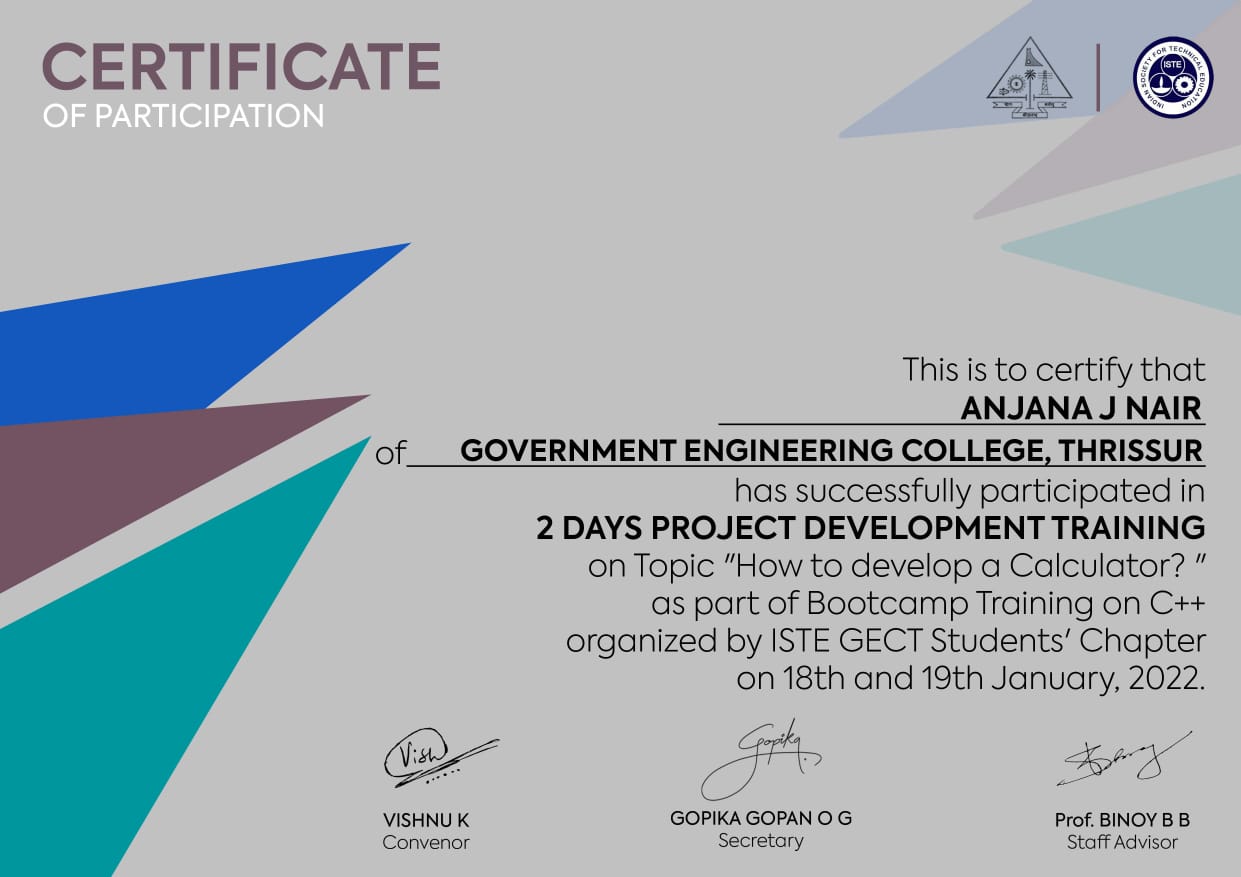 CERTIFICATE
OF PARTICIPATION
ISTE
INDIAN SOCIETY FOR TECHNICAL EDUCATION
This is to certify that
ANJANA J NAIR
of GOVERNMENT ENGINEERING COLLEGE, THRISSUR
has successfully participated in
2 DAYS PROJECT DEVELOPMENT TRAINING
on Topic "How to develop a Calculator? "
as part of Bootcamp Training on C++
organized by ISTE GECT Students' Chapter
on 18th and 19th January, 2022.
Vish
Gopika
VISHNU K
Convenor
GOPIKA GOPAN O G
Secretary
Prof. BINOY B B
Staff Advisor